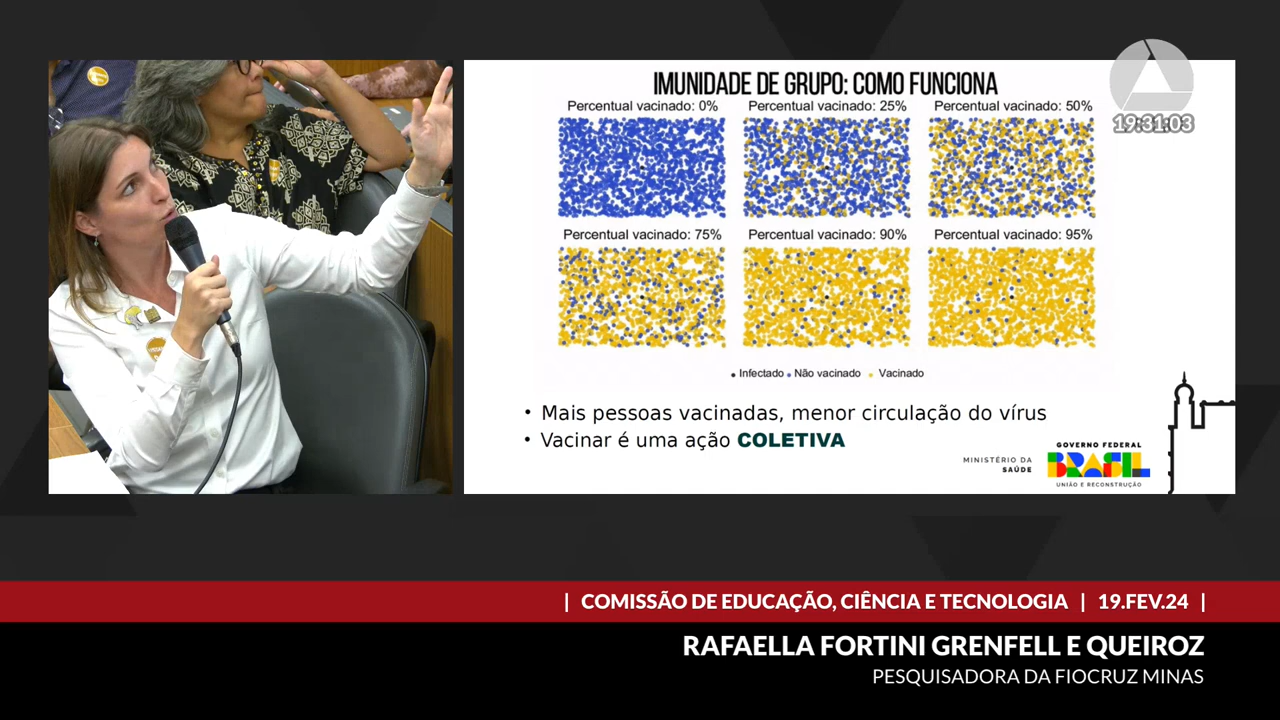 IMUNIDADE DE GRUPO: COMO FUNCIONA
Percentual vacinado: 0%
Percentual vacinado: 25%
Percentual vacinado: 50%
Percentual vacinado: 75%
Percentual vacinado: 90%
Percentual vacinado: 95%
Infectado Não vacinado Vacinado
• Mais pessoas vacinadas, menor circulação do vírus
• Vacinar é uma ação COLETIVA
MINISTÉRIO DA
SAÚDE
GOVERNO FEDERAL
BRASIL
UNIÃO E RECONSTRUÇÃO
19:31:03
| COMISSÃO DE EDUCAÇÃO, CIÊNCIA E TECNOLOGIA | 19.FEV.24 |
RAFAELLA FORTINI GRENFELL E QUEIROZ
PESQUISADORA DA FIOCRUZ MINAS